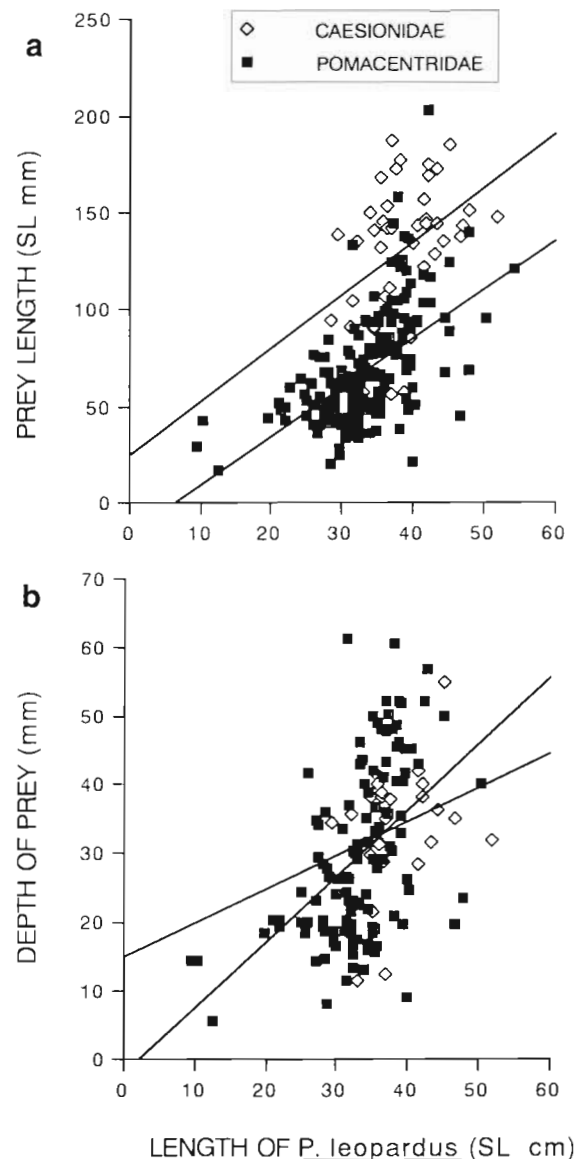 a
CAESIONIDAE
POMACENTRIDAE
250
200
150
100
50
0
PREY LENGTH (SL mm)
0 10 20 30 40 50 60
b
70
60
50
40
30
20
10
0
DEPTH OF PREY (mm)
0 10 20 30 40 50 60
LENGTH OF P. leopardus (SL cm)